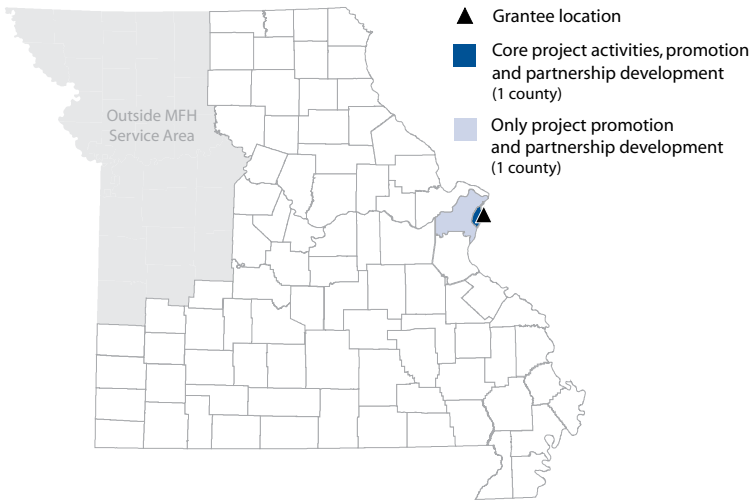 Grantee location
Core project activities, promotion
and partnership development
(1 county)
Only project promotion
and partnership development
(1 county)
Outside MFH
Service Area